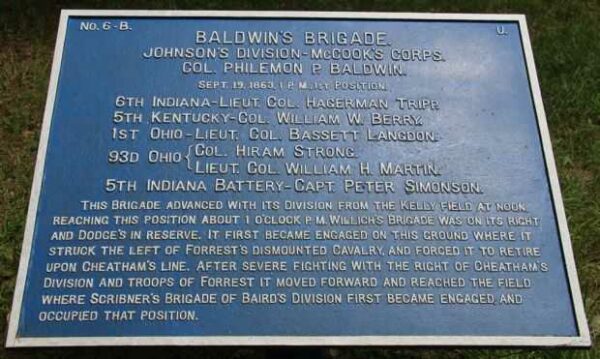 No. 6-B. U.
BALDWIN'S BRIGADE.
JOHNSON'S DIVISION-MCCOOK'S CORPS.
COL. PHILEMON P. BALDWIN.
SEPT. 19, 1863, 1 P.M., 1ST POSITION.
6TH INDIANA-LIEUT. COL. HAGERMAN TRIPP.
5TH KENTUCKY-COL. WILLIAM W. BERRY.
1ST OHIO-LIEUT. COL. BASSETT LANGDON.
93D OHIO { COL. HIRAM STRONG.
LIEUT. COL. WILLIAM H. MARTIN.
5TH INDIANA BATTERY-CAPT. PETER SIMONSON.
THIS BRIGADE ADVANCED WITH ITS DIVISION FROM THE KELLY FIELD AT NOON,
REACHING THIS POSITION ABOUT 1 O'CLOCK P.M. WILLICH'S BRIGADE WAS ON ITS RIGHT
AND DODGE'S IN RESERVE. IT FIRST BECAME ENGAGED ON THIS GROUND WHERE IT
STRUCK THE LEFT OF FORREST'S DISMOUNTED CAVALRY, AND FORCED IT TO RETIRE
UPON CHEATHAM'S LINE. AFTER SEVERE FIGHTING WITH THE RIGHT OF CHEATHAM'S
DIVISION AND TROOPS OF FORREST IT MOVED FORWARD AND REACHED THE FIELD
WHERE SCRIBNER'S BRIGADE OF BAIRD'S DIVISION FIRST BECAME ENGAGED, AND
OCCUPIED THAT POSITION.